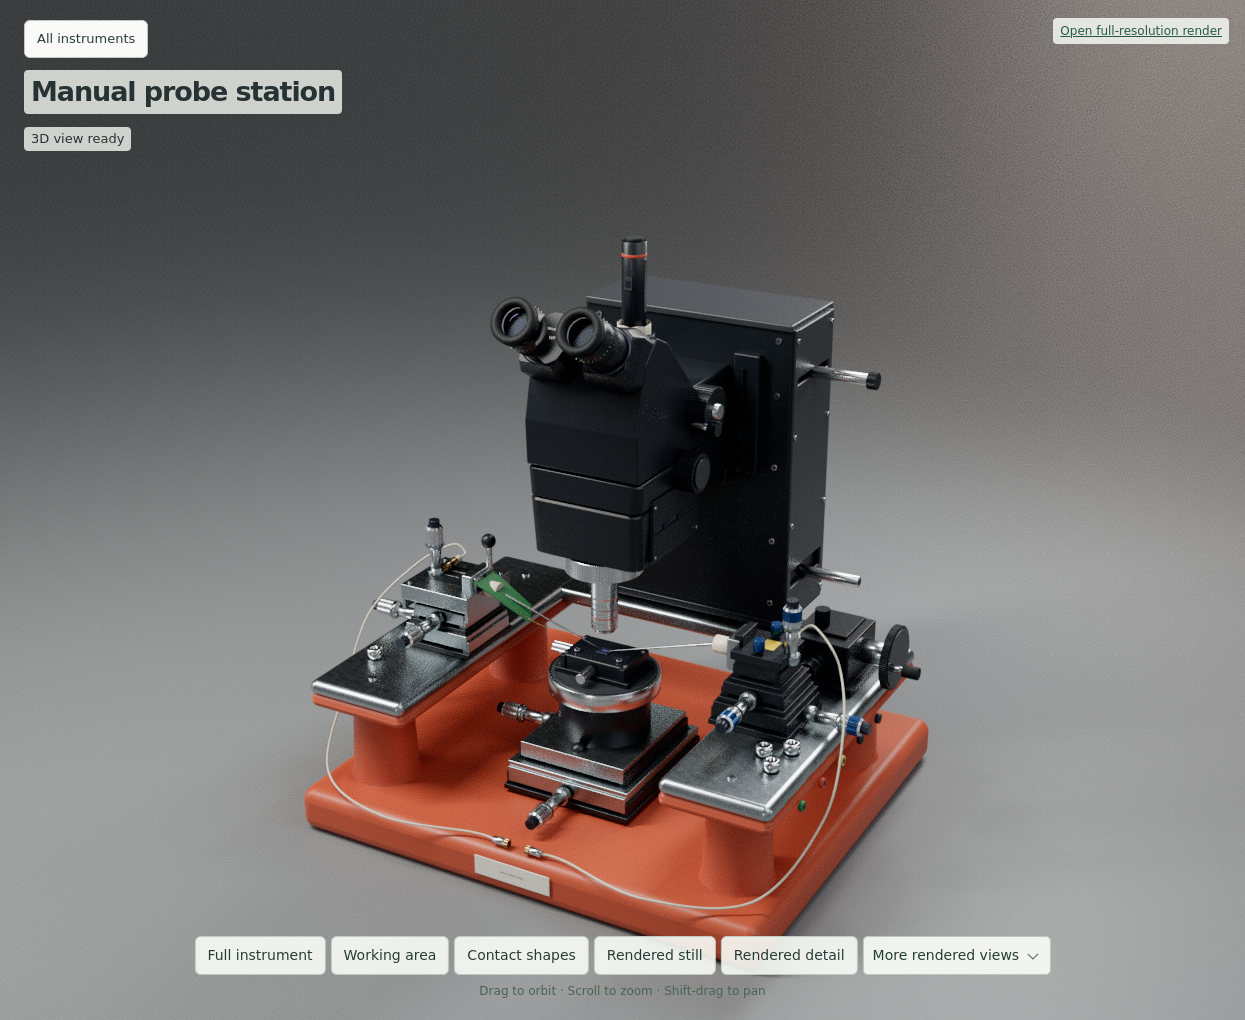 All instruments
Open full-resolution render
Manual probe station
3D view ready
Full instrument
Working area
Contact shapes
Rendered still
Rendered detail
More rendered views
Drag to orbit · Scroll to zoom · Shift-drag to pan